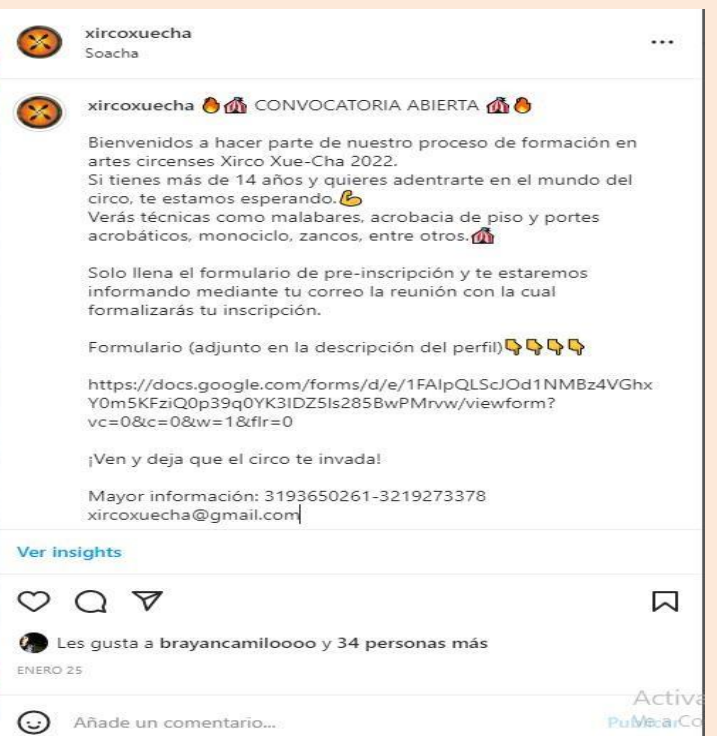 xircoxuecha
Soacha
xircoxuecha 🔥🎪 CONVOCATORIA ABIERTA 🎪🔥
Bienvenidos a hacer parte de nuestro proceso de formación en
artes circenses Xirco Xue-Cha 2022.
Si tienes más de 14 años y quieres adentrarte en el mundo del
circo, te estamos esperando.💪
Verás técnicas como malabares, acrobacia de piso y portes
acrobáticos, monociclo, zancos, entre otros.🎪
Solo llena el formulario de pre-inscripción y te estaremos
informando mediante tu correo la reunión con la cual
formalizarás tu inscripción.
Formulario (adjunto en la descripción del perfil)👇👇👇👇
https://docs.google.com/forms/d/e/1FAIpQLScJOd1NMBz4VGhx
Y0m5KFziQ0p39q0YK3IDZ5Is285BwPMrvw/viewform?
vc=0&c=0&w=1&flr=0
¡Ven y deja que el circo te invada!
Mayor información: 3193650261-3219273378
xircoxuecha@gmail.com
Ver insights
Les gusta a brayancamiloooo y 34 personas más
ENERO 25
Activa
Añade un comentario...
Publicar